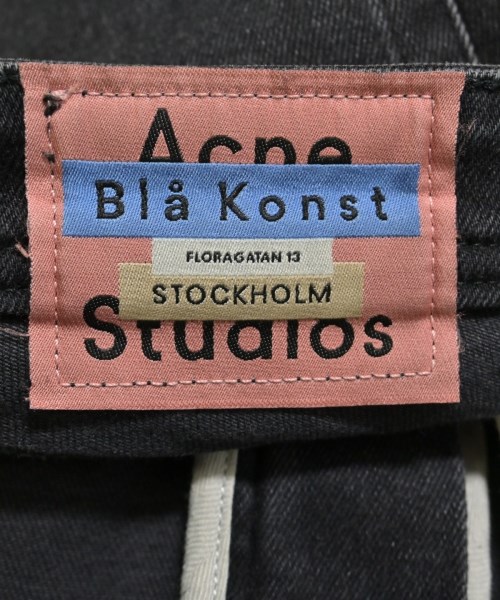 Acne
Blå Konst
FLORAGATAN 13
STOCKHOLM
Studios